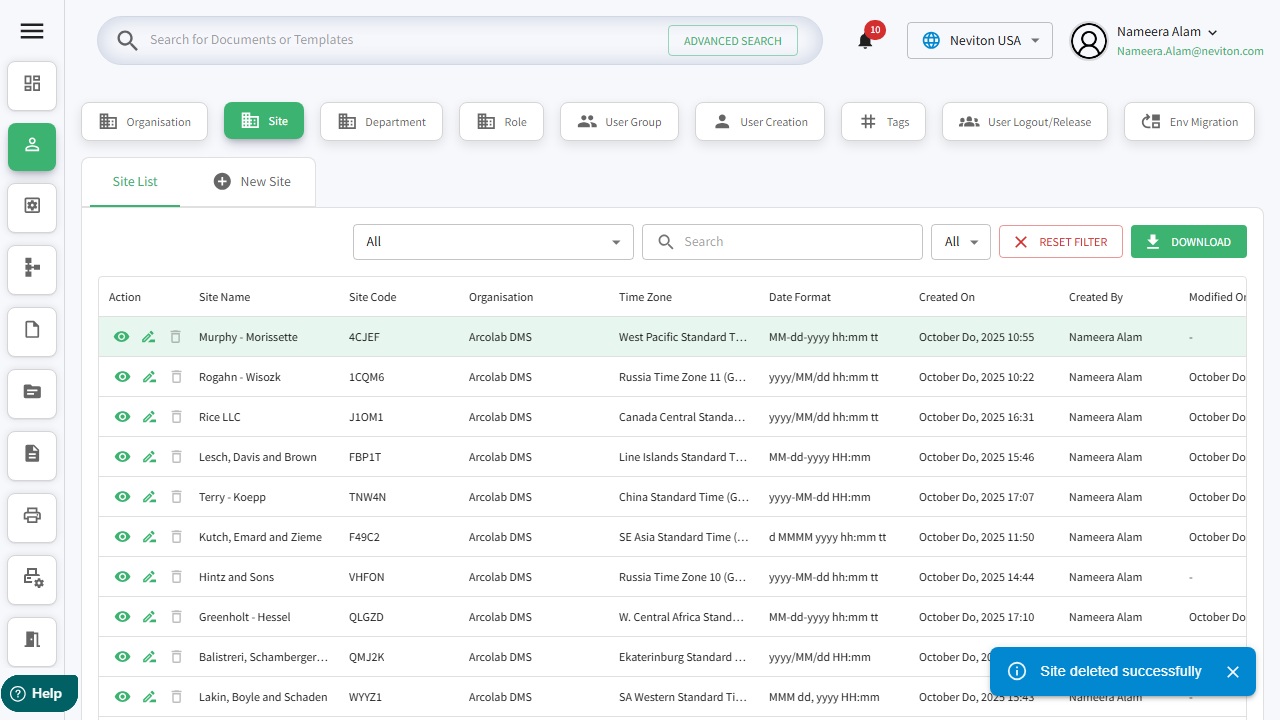 Search for Documents or Templates
ADVANCED SEARCH
10
Neviton USA
Nameera Alam
Nameera.Alam@neviton.com
Organisation
Site
Department
Role
User Group
User Creation
Tags
User Logout/Release
Env Migration
Site List
New Site
All
Search
All
RESET FILTER
DOWNLOAD
Action Site Name Site Code Organisation Time Zone Date Format Created On Created By Modified On
Murphy - Morissette 4CJEF Arcolab DMS West Pacific Standard T... MM-dd-yyyy hh:mm tt October Do, 2025 10:55 Nameera Alam -
Rogahn - Wisozk 1CQM6 Arcolab DMS Russia Time Zone 11 (G... yyyy/MM/dd hh:mm tt October Do, 2025 10:22 Nameera Alam October Do
Rice LLC J1OM1 Arcolab DMS Canada Central Standa... yyyy/MM/dd hh:mm tt October Do, 2025 16:31 Nameera Alam October Do
Lesch, Davis and Brown FBP1T Arcolab DMS Line Islands Standard T... MM-dd-yyyy HH:mm October Do, 2025 15:46 Nameera Alam October Do
Terry - Koepp TNW4N Arcolab DMS China Standard Time (G... yyyy-MM-dd HH:mm October Do, 2025 17:07 Nameera Alam October Do
Kutch, Emard and Zieme F49C2 Arcolab DMS SE Asia Standard Time (... d MMMM yyyy hh:mm tt October Do, 2025 11:50 Nameera Alam October Do
Hintz and Sons VHFON Arcolab DMS Russia Time Zone 10 (G... yyyy-MM-dd hh:mm tt October Do, 2025 14:44 Nameera Alam -
Greenholt - Hessel QLGZD Arcolab DMS W. Central Africa Stand... MM-dd-yyyy hh:mm tt October Do, 2025 17:10 Nameera Alam October Do
Balistreri, Schamberger... QMJ2K Arcolab DMS Ekaterinburg Standard ... yyyy/MM/dd HH:mm October Do, 20
Lakin, Boyle and Schaden WYYZ1 Arcolab DMS SA Western Standard Ti... MMM dd, yyyy HH:mm October Do, 2025 15:43 Nameera Alam October Do
Site deleted successfully
Help